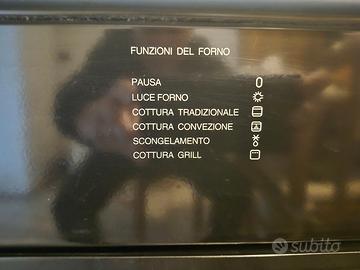 FUNZIONI DEL FORNO
PAUSA 0
LUCE FORNO
COTTURA TRADIZIONALE
COTTURA CONVEZIONE
SCONGELAMENTO
COTTURA GRILL
subito